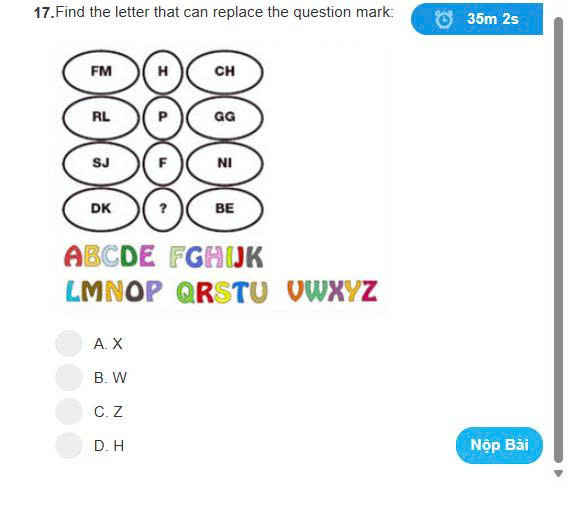 17.Find the letter that can replace the question mark:
35m 2s
FM H CH
RL P GG
SJ F NI
DK ? BE
ABCDE FGHIJK
LMNOP QRSTU VWXYZ
A. X
B. W
C. Z
D. H
Nộp Bài